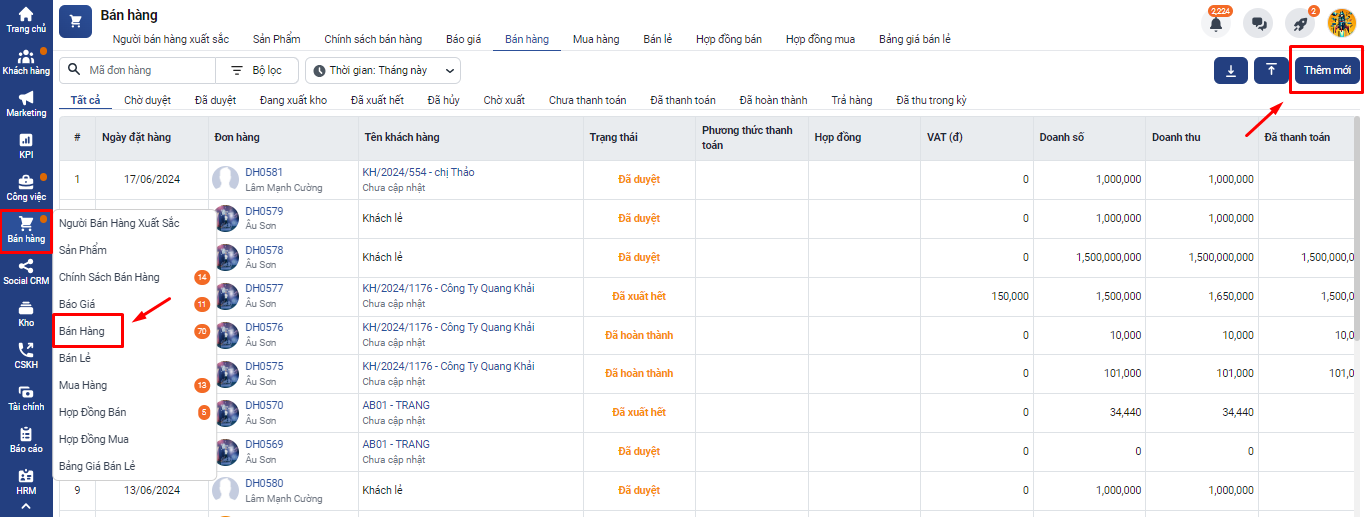 Trang chủ
Khách hàng
Marketing
KPI
Công việc
Bán hàng
Social CRM
Kho
CSKH
Tài chính
Báo cáo
HRM
Bán hàng
2,224
2
Người bán hàng xuất sắc Sản Phẩm Chính sách bán hàng Báo giá Bán hàng Mua hàng Bán lẻ Hợp đồng bán Hợp đồng mua Bảng giá bán lẻ
Mã đơn hàng Bộ lọc Thời gian: Tháng này Thêm mới
Tất cả Chờ duyệt Đã duyệt Đang xuất kho Đã xuất hết Đã hủy Chờ xuất Chưa thanh toán Đã thanh toán Đã hoàn thành Trả hàng Đã thu trong kỳ
# Ngày đặt hàng Đơn hàng Tên khách hàng Trạng thái Phương thức thanh toán Hợp đồng VAT (đ) Doanh số Doanh thu Đã thanh toán
1 17/06/2024 DH0581 KH/2024/554 - chị Thảo Đã duyệt 0 1,000,000 1,000,000
Lâm Mạnh Cường Chưa cập nhật
DH0579 Khách lẻ Đã duyệt 0 1,000,000 1,000,000
Âu Sơn
DH0578 Khách lẻ Đã duyệt 0 1,500,000,000 1,500,000,000 1,500,000,0
Âu Sơn
DH0577 KH/2024/1176 - Công Ty Quang Khải Đã xuất hết 150,000 1,500,000 1,650,000 1,500,0
Âu Sơn Chưa cập nhật
DH0576 KH/2024/1176 - Công Ty Quang Khải Đã hoàn thành 0 10,000 10,000 10,0
Âu Sơn Chưa cập nhật
DH0575 KH/2024/1176 - Công Ty Quang Khải Đã hoàn thành 0 101,000 101,000 101,0
Âu Sơn Chưa cập nhật
DH0570 AB01 - TRANG Đã xuất hết 0 34,440 34,440
Âu Sơn Chưa cập nhật
DH0569 AB01 - TRANG Đã duyệt 0 0 0
Âu Sơn Chưa cập nhật
9 13/06/2024 DH0580 Khách lẻ Đã duyệt 0 1,000,000 1,000,000
Lâm Mạnh Cường
Người Bán Hàng Xuất Sắc
Sản Phẩm
Chính Sách Bán Hàng 14
Báo Giá 11
Bán Hàng 70
Bán Lẻ
Mua Hàng 13
Hợp Đồng Bán 5
Hợp Đồng Mua
Bảng Giá Bán Lẻ